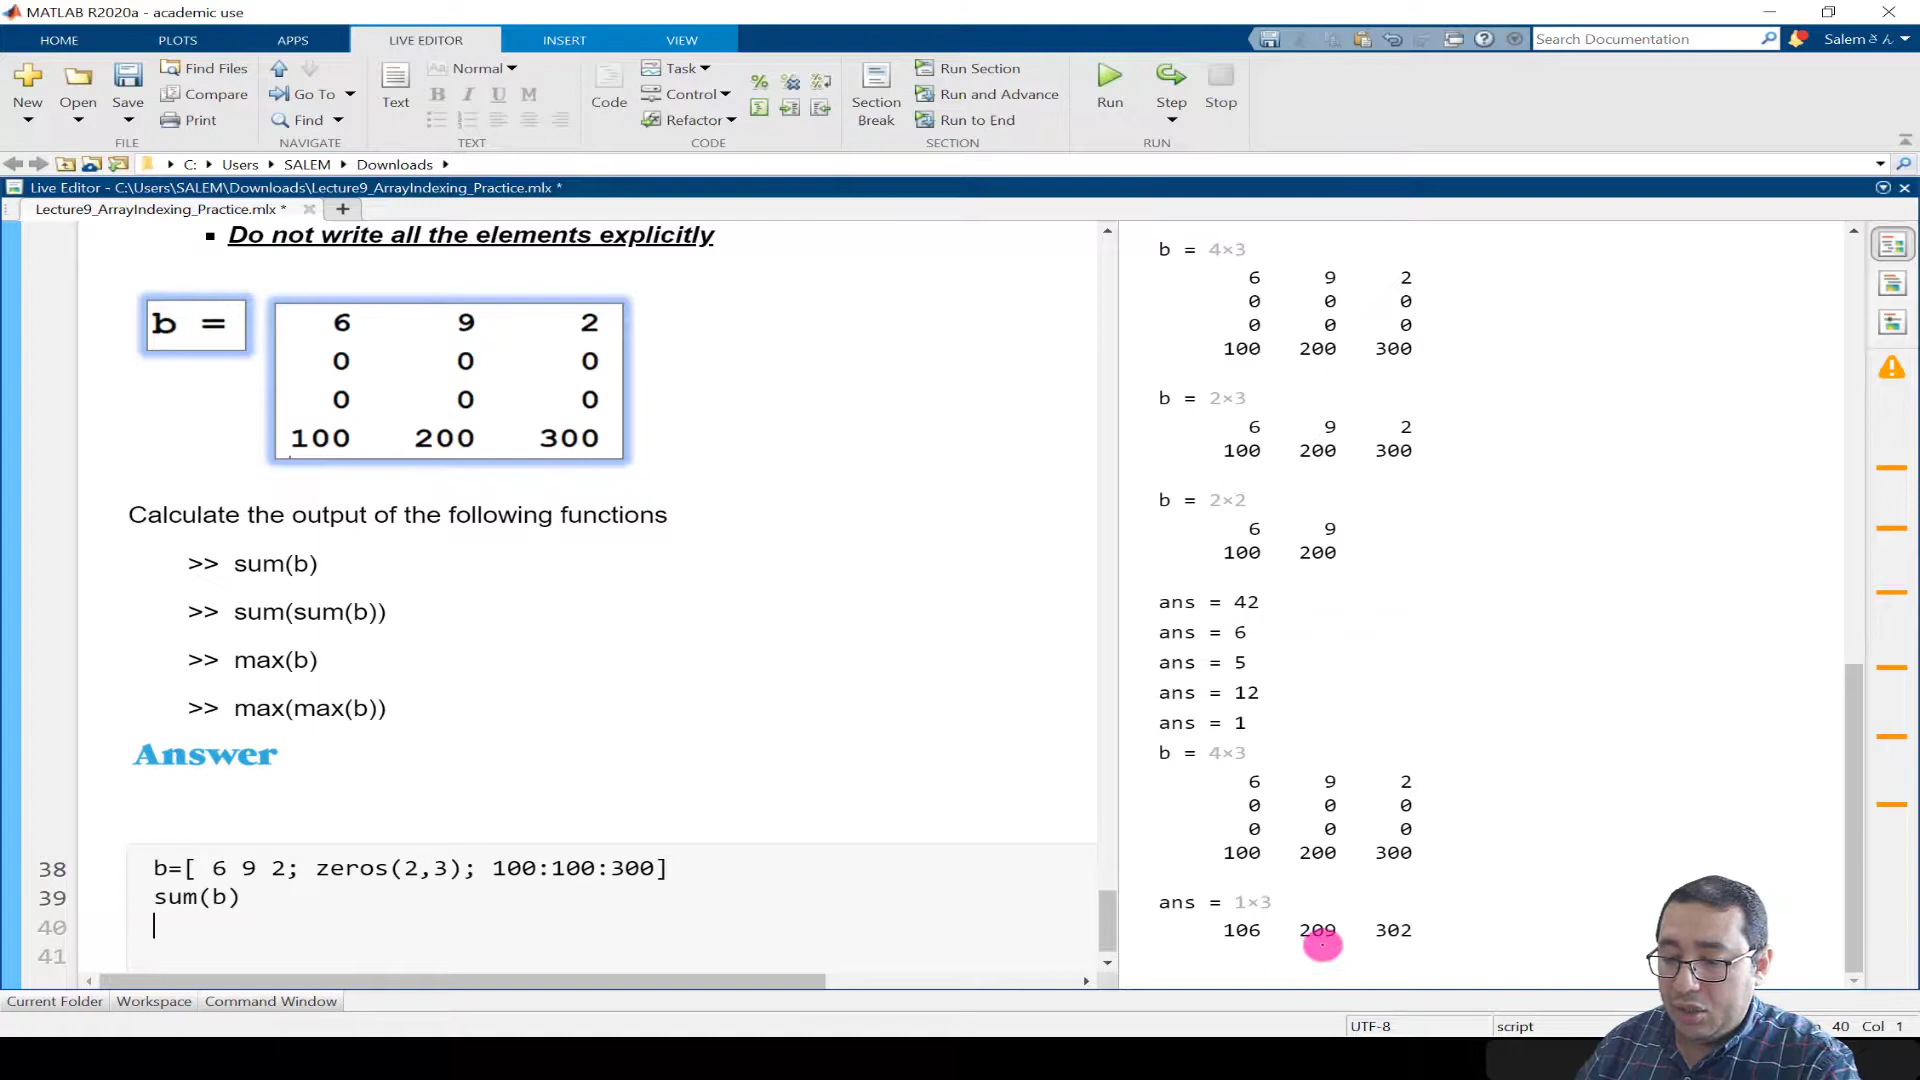 MATLAB R2020a - academic use
HOME PLOTS APPS LIVE EDITOR INSERT VIEW
Search Documentation
Salemさん
New Open Save Find Files Compare Print
FILE
Go To
Find
NAVIGATE
Text
Normal
B I U M
TEXT
Code
Task
Control
Refactor
CODE
Section Break
Run Section
Run and Advance
Run to End
SECTION
Run Step Stop
RUN
C: Users SALEM Downloads
Live Editor - C:\Users\SALEM\Downloads\Lecture9_ArrayIndexing_Practice.mlx *
Lecture9_ArrayIndexing_Practice.mlx *
Do not write all the elements explicitly
b =
6 9 2
0 0 0
0 0 0
100 200 300
Calculate the output of the following functions
>> sum(b)
>> sum(sum(b))
>> max(b)
>> max(max(b))
Answer
38 b=[ 6 9 2; zeros(2,3); 100:100:300]
39 sum(b)
40
41
b = 4×3
6 9 2
0 0 0
0 0 0
100 200 300
b = 2×3
6 9 2
100 200 300
b = 2×2
6 9
100 200
ans = 42
ans = 6
ans = 5
ans = 12
ans = 1
b = 4×3
6 9 2
0 0 0
0 0 0
100 200 300
ans = 1×3
106 209 302
Current Folder Workspace Command Window
UTF-8 script 40 Col 1